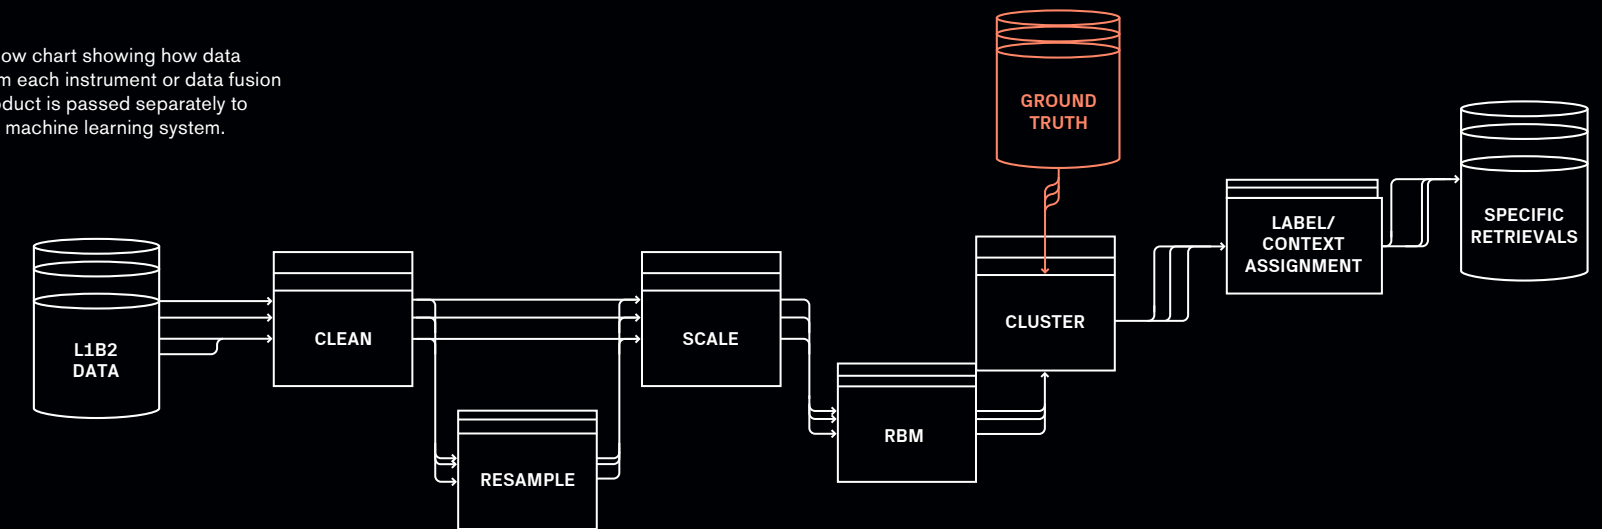 ow chart showing how data
m each instrument or data fusion
oduct is passed separately to
machine learning system.
GROUND
TRUTH
SPECIFIC
RETRIEVALS
LABEL/
CONTEXT
ASSIGNMENT
L1B2
DATA
CLEAN
SCALE
CLUSTER
RBM
RESAMPLE